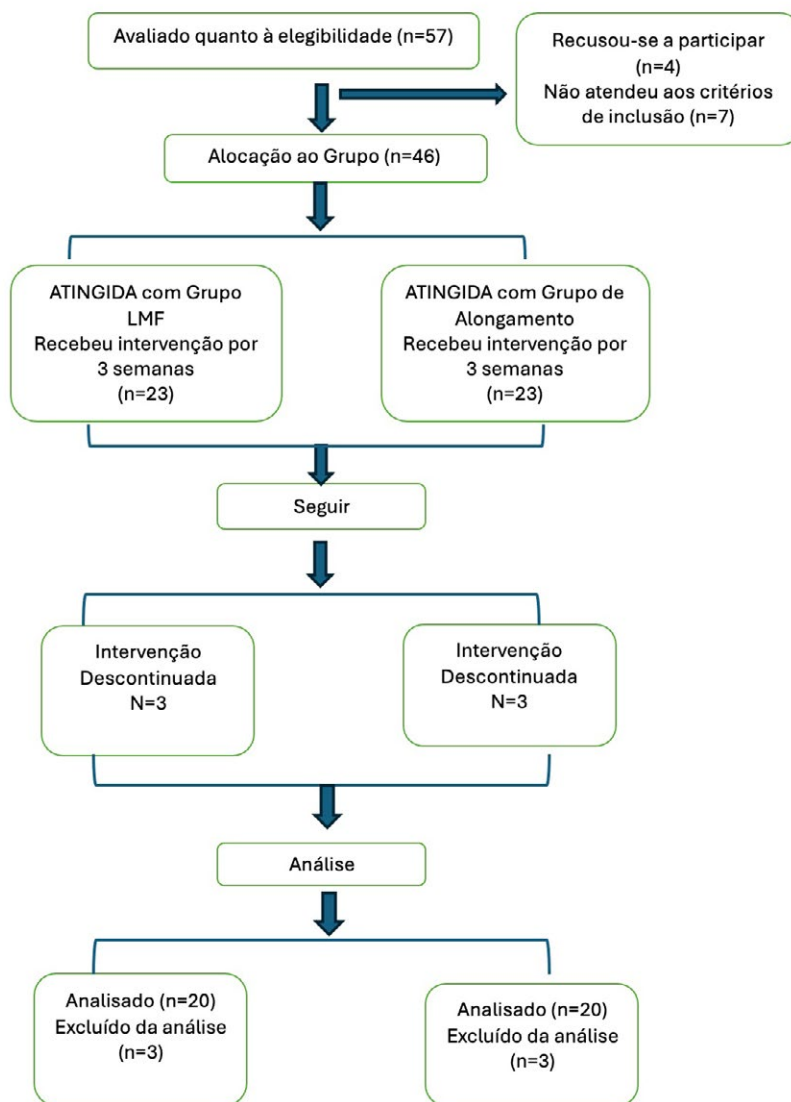 Avaliado quanto à elegibilidade (n=57)
Recusou-se a participar
(n=4)
Não atendeu aos critérios
de inclusão (n=7)
Alocação ao Grupo (n=46)
ATINGIDA com Grupo
LMF
Recebeu intervenção por
3 semanas
(n=23)
ATINGIDA com Grupo de
Alongamento
Recebeu intervenção por
3 semanas
(n=23)
Seguir
Intervenção
Descontinuada
N=3
Intervenção
Descontinuada
N=3
Análise
Analisado (n=20)
Excluído da análise
(n=3)
Analisado (n=20)
Excluído da análise
(n=3)